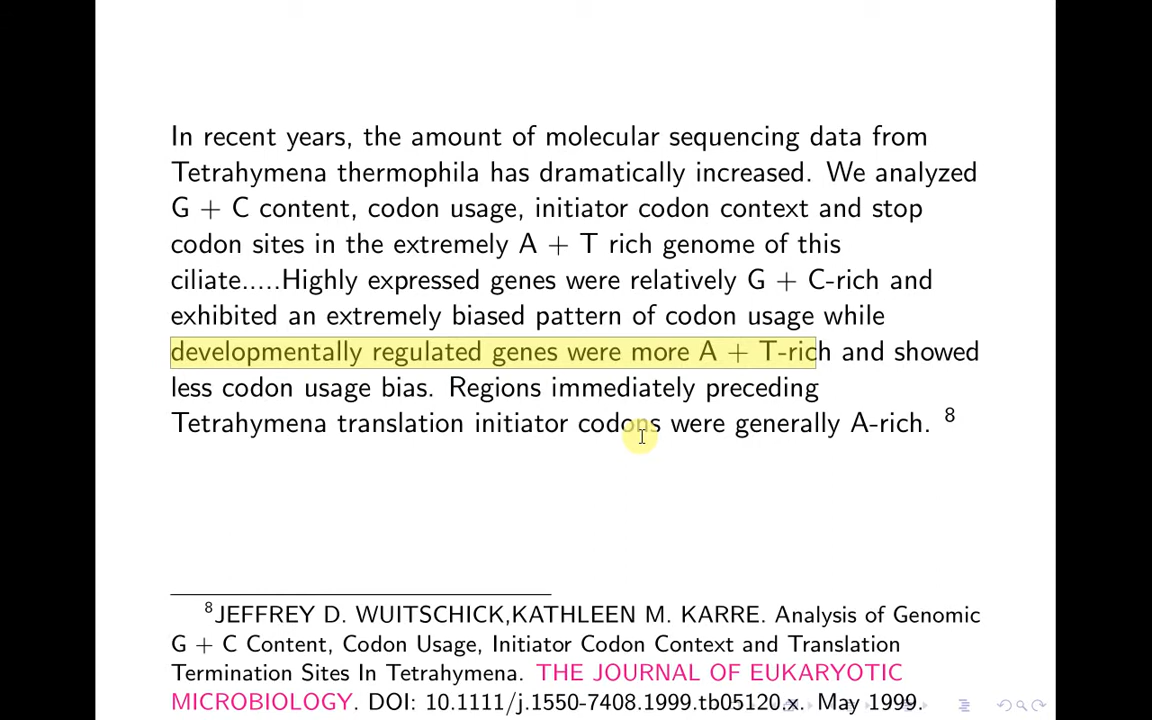 In recent years, the amount of molecular sequencing data from
Tetrahymena thermophila has dramatically increased. We analyzed
G + C content, codon usage, initiator codon context and stop
codon sites in the extremely A + T rich genome of this
ciliate.....Highly expressed genes were relatively G + C-rich and
exhibited an extremely biased pattern of codon usage while
developmentally regulated genes were more A + T-rich and showed
less codon usage bias. Regions immediately preceding
Tetrahymena translation initiator codons were generally A-rich. 8
8JEFFREY D. WUITSCHICK,KATHLEEN M. KARRE. Analysis of Genomic
G + C Content, Codon Usage, Initiator Codon Context and Translation
Termination Sites In Tetrahymena. THE JOURNAL OF EUKARYOTIC
MICROBIOLOGY. DOI: 10.1111/j.1550-7408.1999.tb05120.x. May 1999.